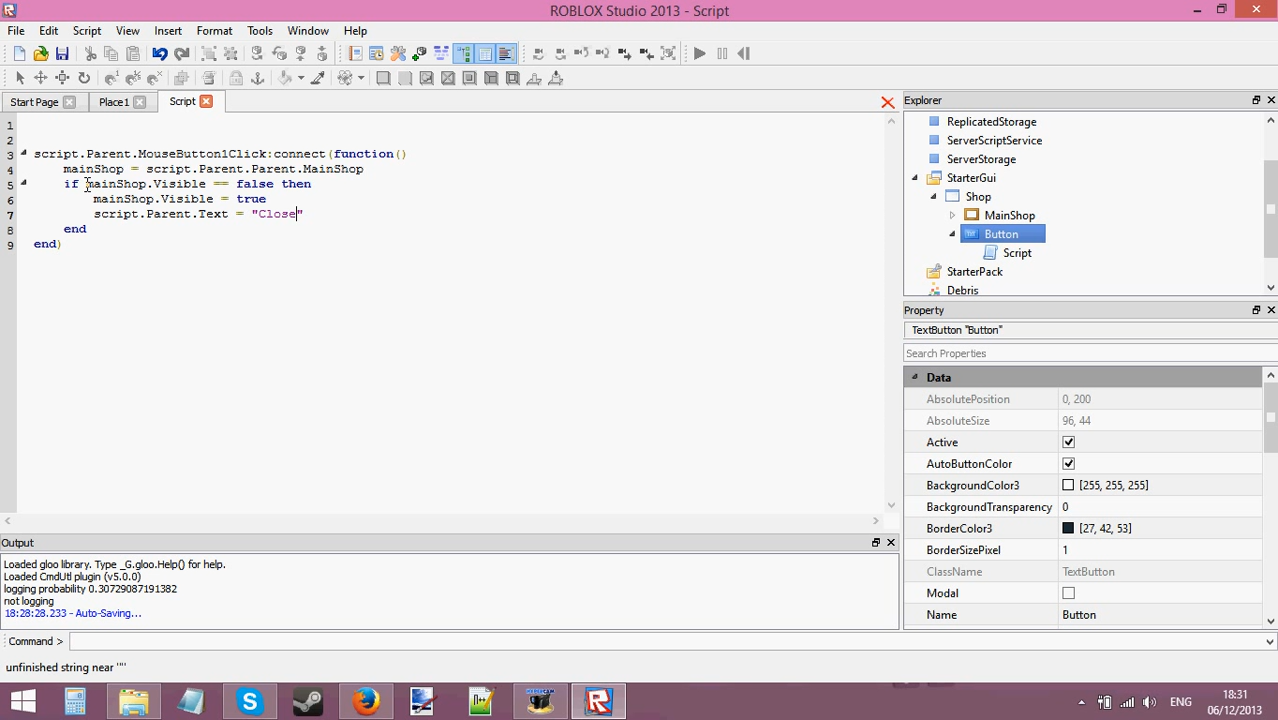 ROBLOX Studio 2013 - Script
File Edit Script View Insert Format Tools Window Help
Start Page Place1 Script
1
2
3 script.Parent.MouseButton1Click:connect(function()
4 mainShop = script.Parent.Parent.MainShop
5 if mainShop.Visible == false then
6 mainShop.Visible = true
7 script.Parent.Text = "Close"
8 end
9 end)
Explorer
ReplicatedStorage
ServerScriptService
ServerStorage
StarterGui
Shop
MainShop
Button
Script
StarterPack
Debris
Property
TextButton "Button"
Search Properties
Data
AbsolutePosition 0, 200
AbsoluteSize 96, 44
Active
AutoButtonColor
BackgroundColor3 [255, 255, 255]
BackgroundTransparency 0
BorderColor3 [27, 42, 53]
BorderSizePixel 1
ClassName TextButton
Modal
Name Button
Output
Loaded gloo library. Type _G.gloo.Help() for help.
Loaded CmdUtl plugin (v5.0.0)
logging probability 0.30729087191382
not logging
18:28:28.233 - Auto-Saving...
Command >
unfinished string near '"'
ENG
18:31
06/12/2013